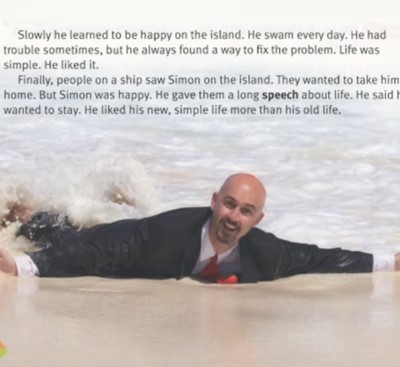 Slowly he learned to be happy on the island. He swam every day. He had
trouble sometimes, but he always found a way to fix the problem. Life was
simple. He liked it.
Finally, people on a ship saw Simon on the island. They wanted to take him
home. But Simon was happy. He gave them a long speech about life. He said
wanted to stay. He liked his new, simple life more than his old life.